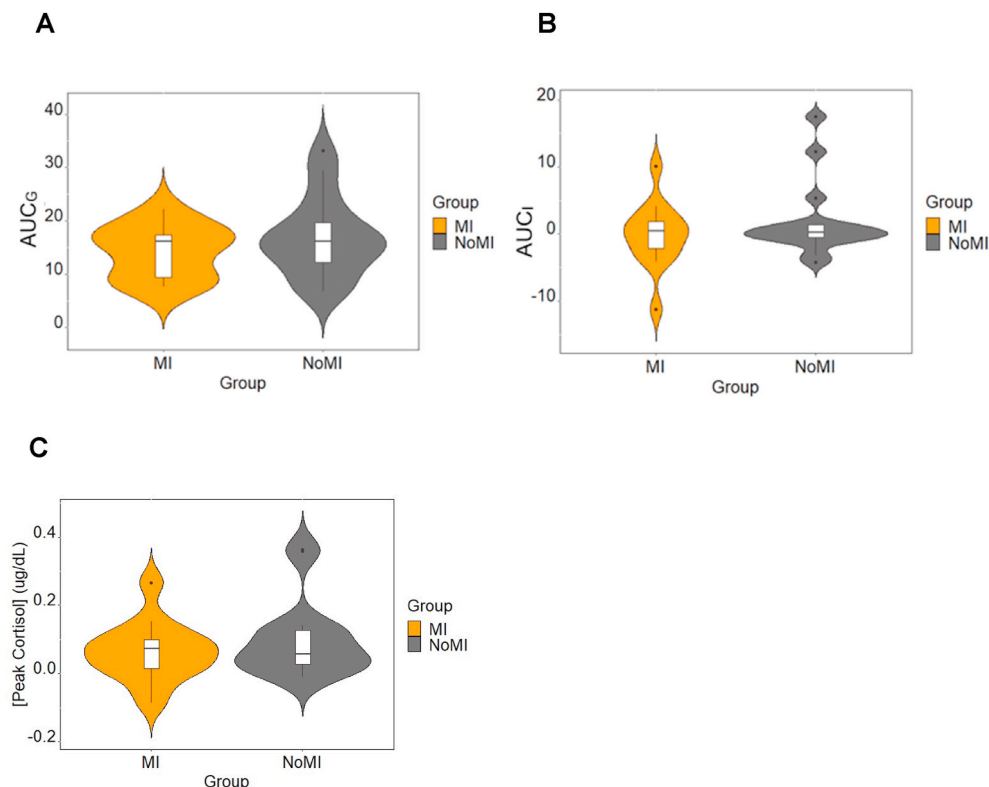 A
40
30
20
10
0
AUCG
MI
NoMI
Group
Group
MI
NoMI
B
20
10
0
-10
AUCI
MI
NoMI
Group
Group
MI
NoMI
C
0.4
0.2
0.0
-0.2
[Peak Cortisol] (ug/dL)
MI
NoMI
Group
Group
MI
NoMI